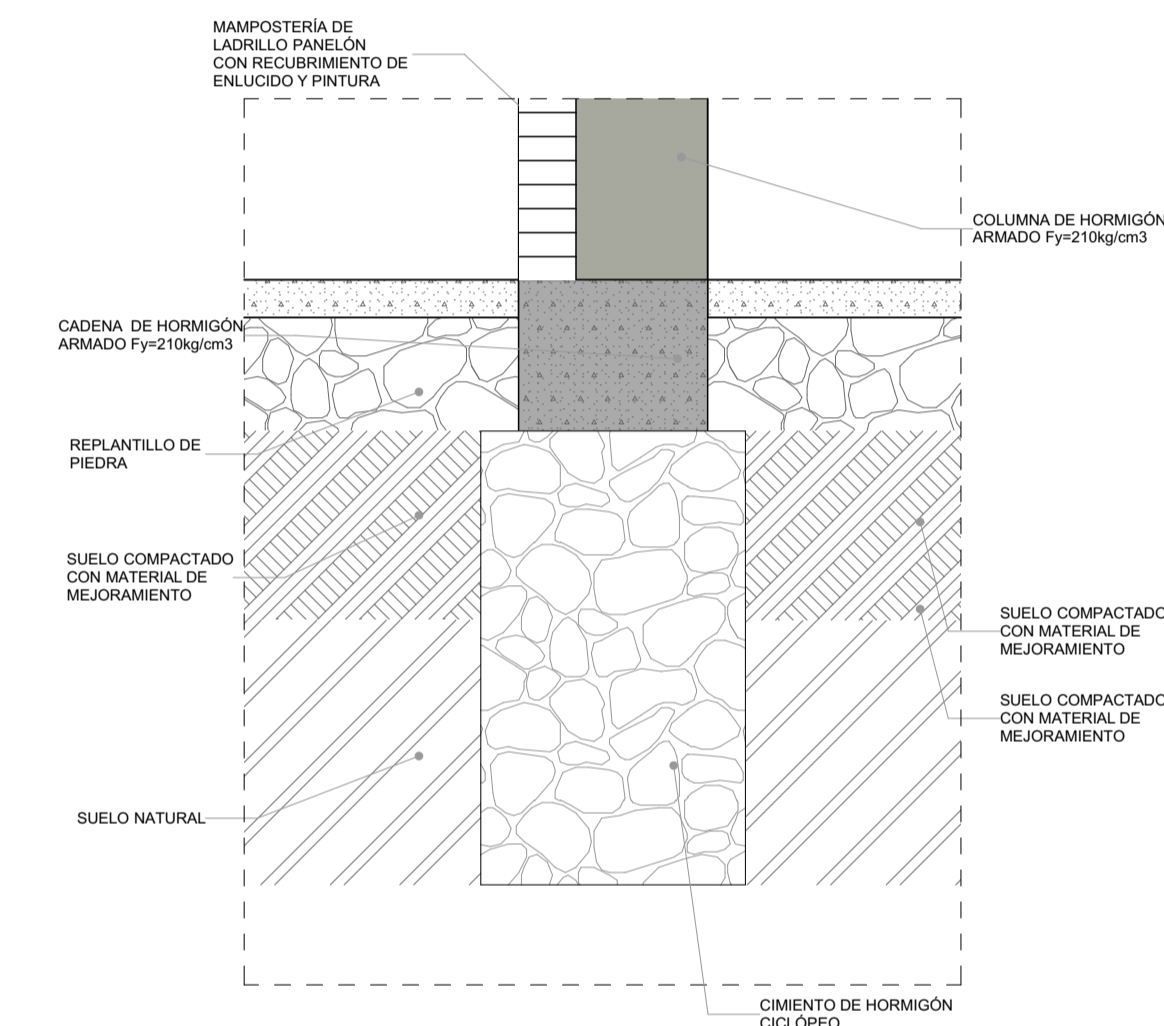 MAMPOSTERÍA DE
LADRILLO PANELÓN
CON RECUBRIMIENTO DE
ENLUCIDO Y PINTURA
COLUMNA DE HORMIGÓN
ARMADO Fy=210kg/cm3
CADENA DE HORMIGÓN
ARMADO Fy=210kg/cm3
REPLANTILLO DE
PIEDRA
SUELO COMPACTADO
CON MATERIAL DE
MEJORAMIENTO
SUELO COMPACTADO
CON MATERIAL DE
MEJORAMIENTO
SUELO COMPACTADO
CON MATERIAL DE
MEJORAMIENTO
SUELO NATURAL
CIMIENTO DE HORMIGÓN
CICLÓPEO